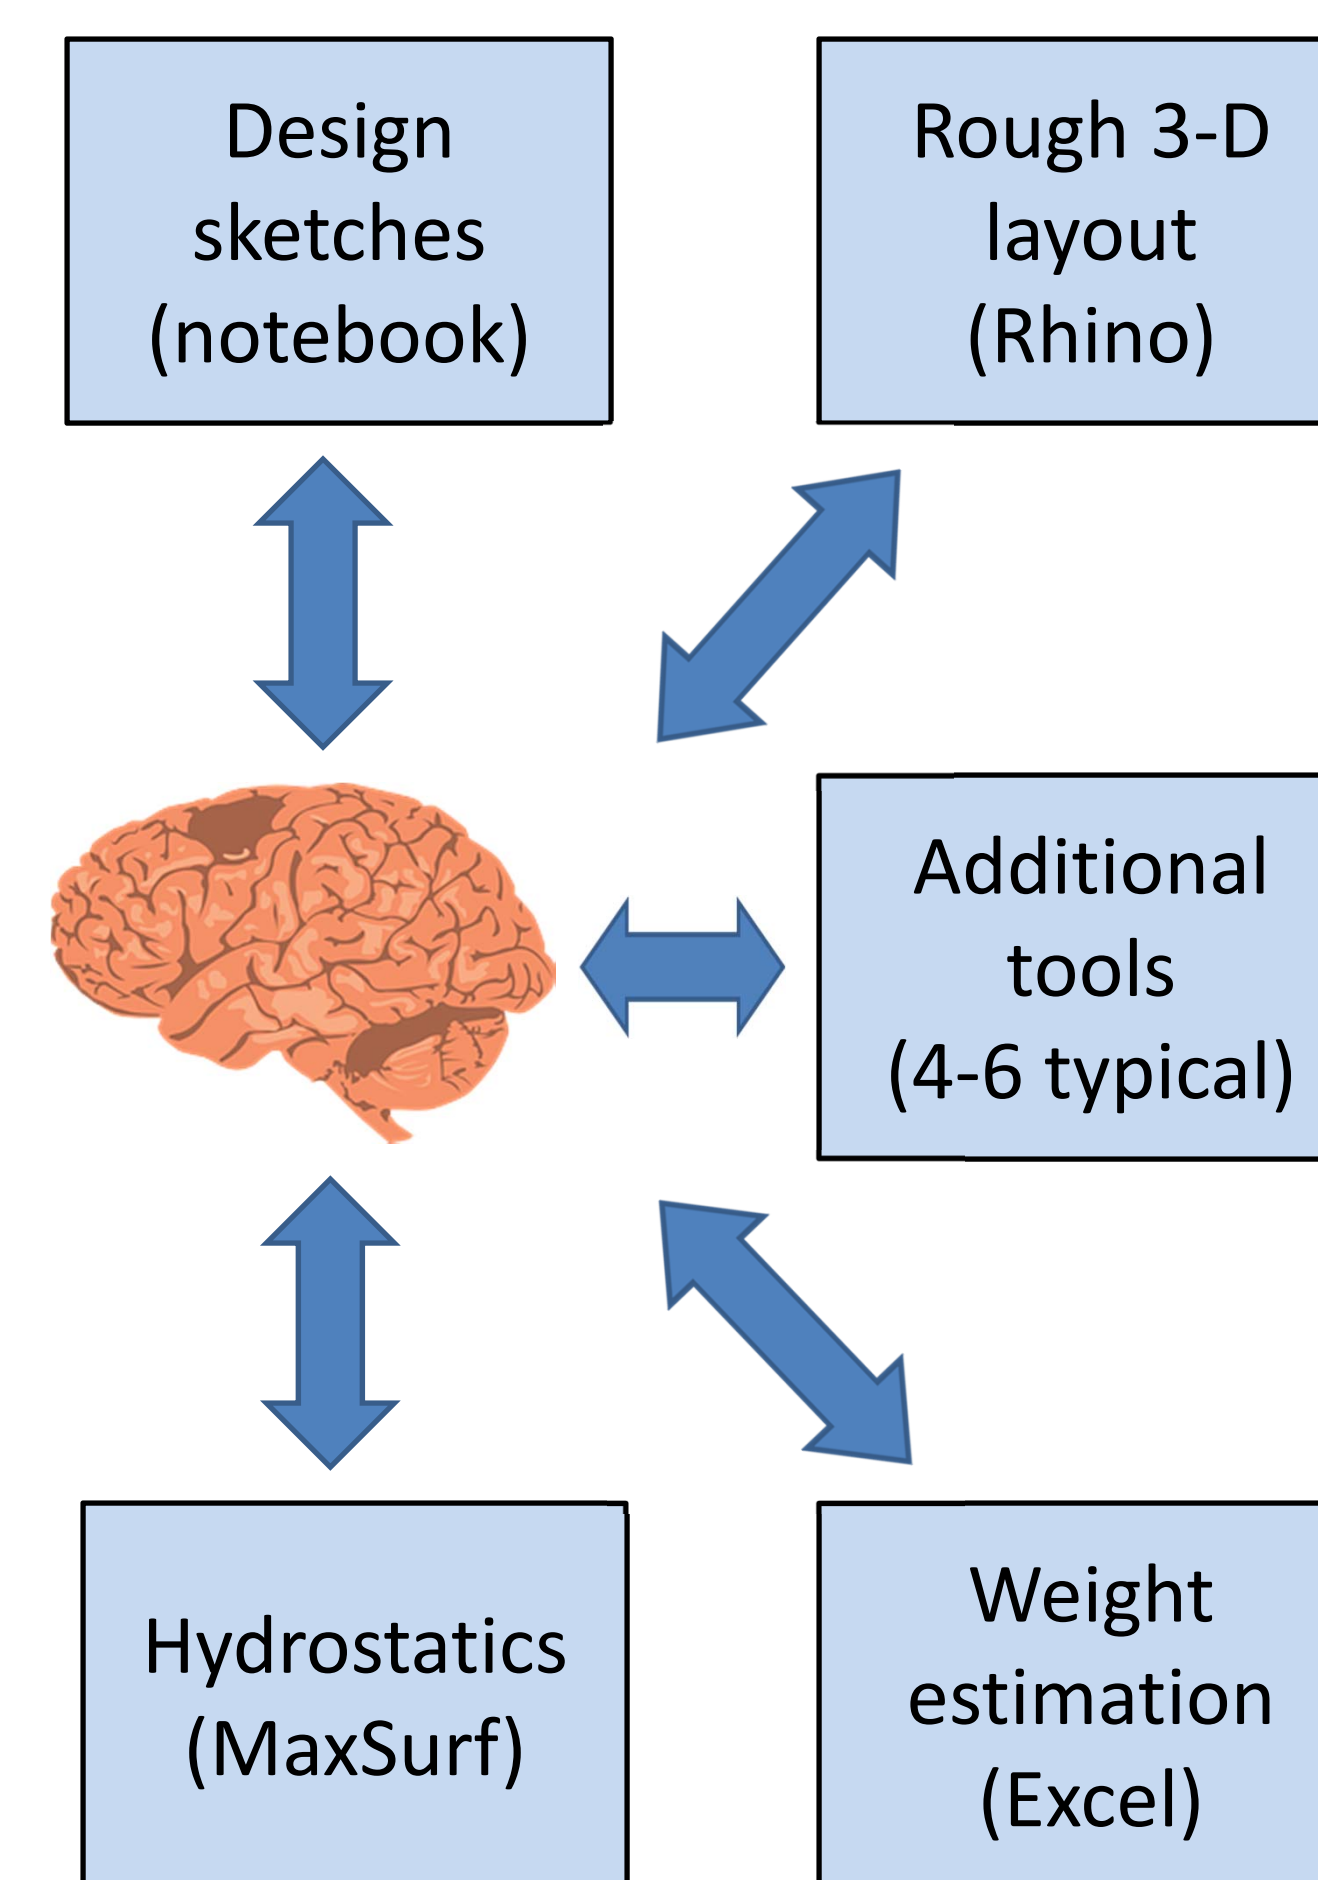 Design
sketches
(notebook)
Rough 3-D
layout
(Rhino)
Additional
tools
(4-6 typical)
Hydrostatics
(MaxSurf)
Weight
estimation
(Excel)